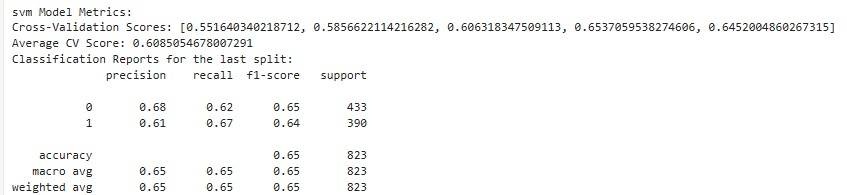 svm Model Metrics:
Cross-Validation Scores: [0.551640340218712, 0.5856622114216282, 0.606318347509113, 0.6537059538274606, 0.6452004860267315]
Average CV Score: 0.6085054678007291
Classification Reports for the last split:
precision recall f1-score support
0 0.68 0.62 0.65 433
1 0.61 0.67 0.64 390
accuracy 0.65 823
macro avg 0.65 0.65 0.65 823
weighted avg 0.65 0.65 0.65 823